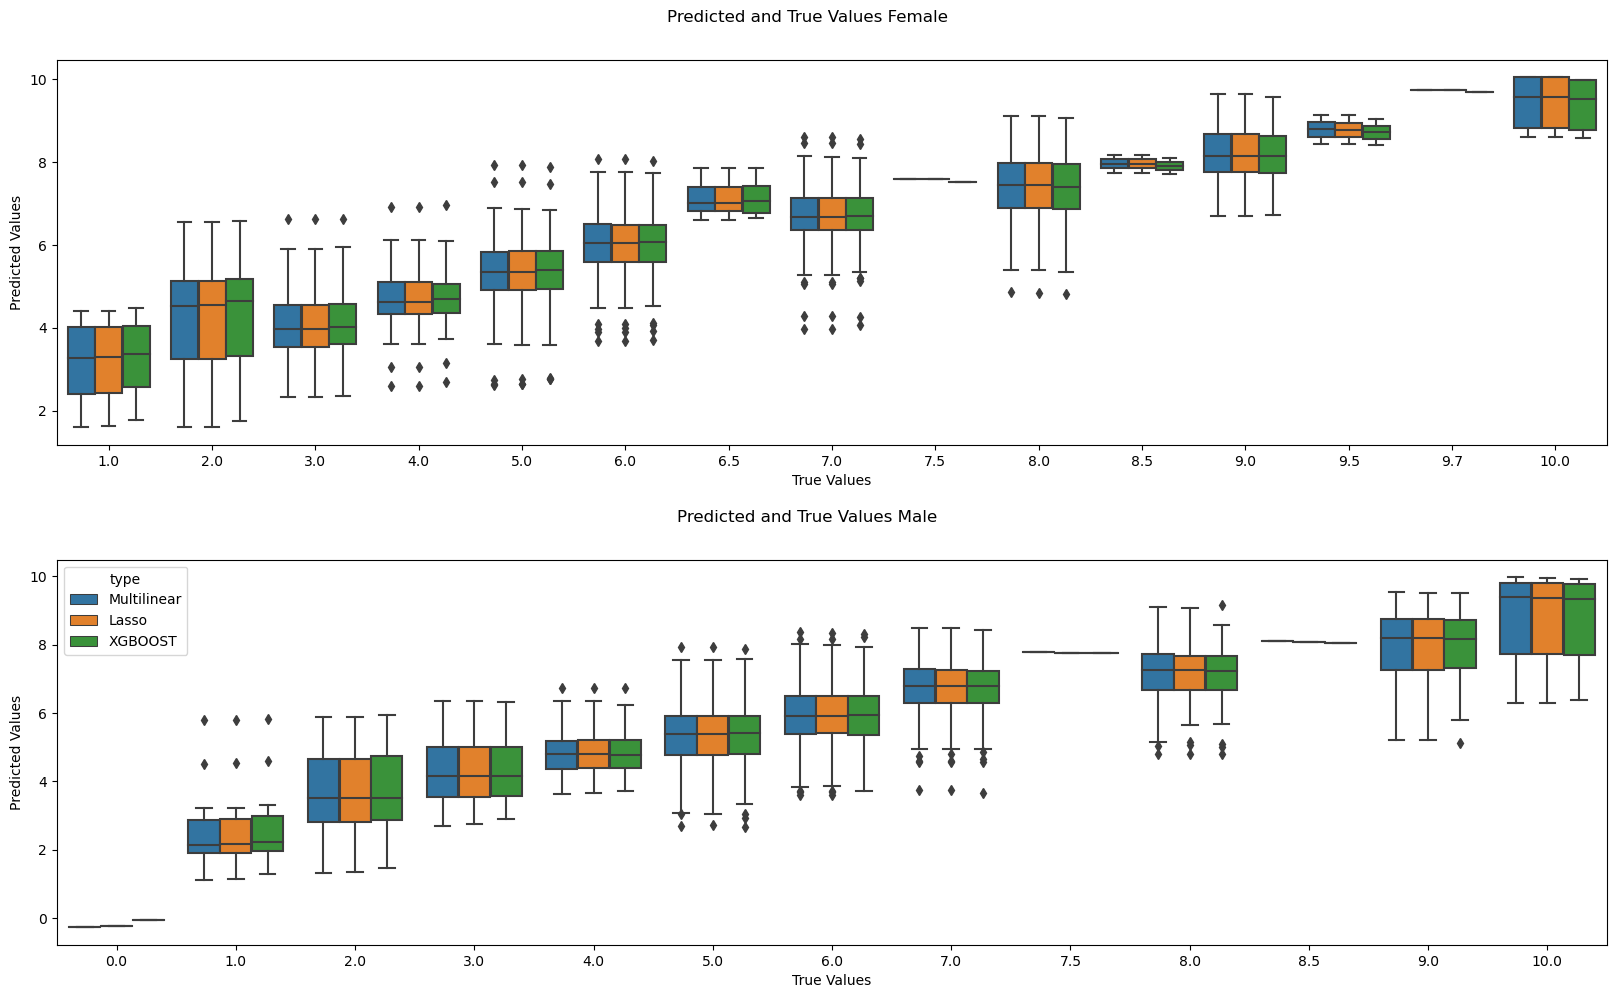 Predicted and True Values Female
Predicted Values
10
8
6
4
2
1.0 2.0 3.0 4.0 5.0 6.0 6.5 7.0 7.5 8.0 8.5 9.0 9.5 9.7 10.0
True Values
Predicted and True Values Male
Predicted Values
10
8
6
4
2
0
type
Multilinear
Lasso
XGBOOST
0.0 1.0 2.0 3.0 4.0 5.0 6.0 7.0 7.5 8.0 8.5 9.0 10.0
True Values